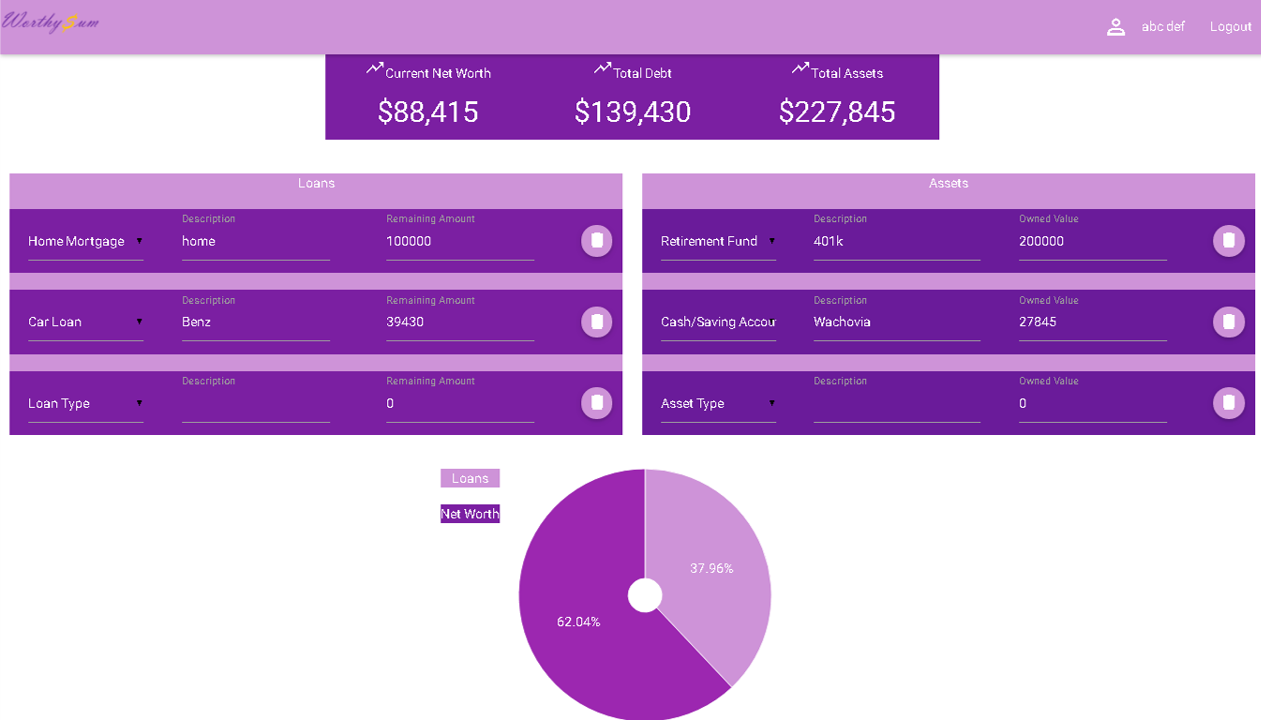 Worthy$um
abc def Logout
Current Net Worth Total Debt Total Assets
$88,415 $139,430 $227,845
Loans
Description Remaining Amount
Home Mortgage home 100000
Description Remaining Amount
Car Loan Benz 39430
Description Remaining Amount
Loan Type 0
Assets
Description Owned Value
Retirement Fund 401k 200000
Description Owned Value
Cash/Saving Accou Wachovia 27845
Description Owned Value
Asset Type 0
Loans
Net Worth
37.96%
62.04%